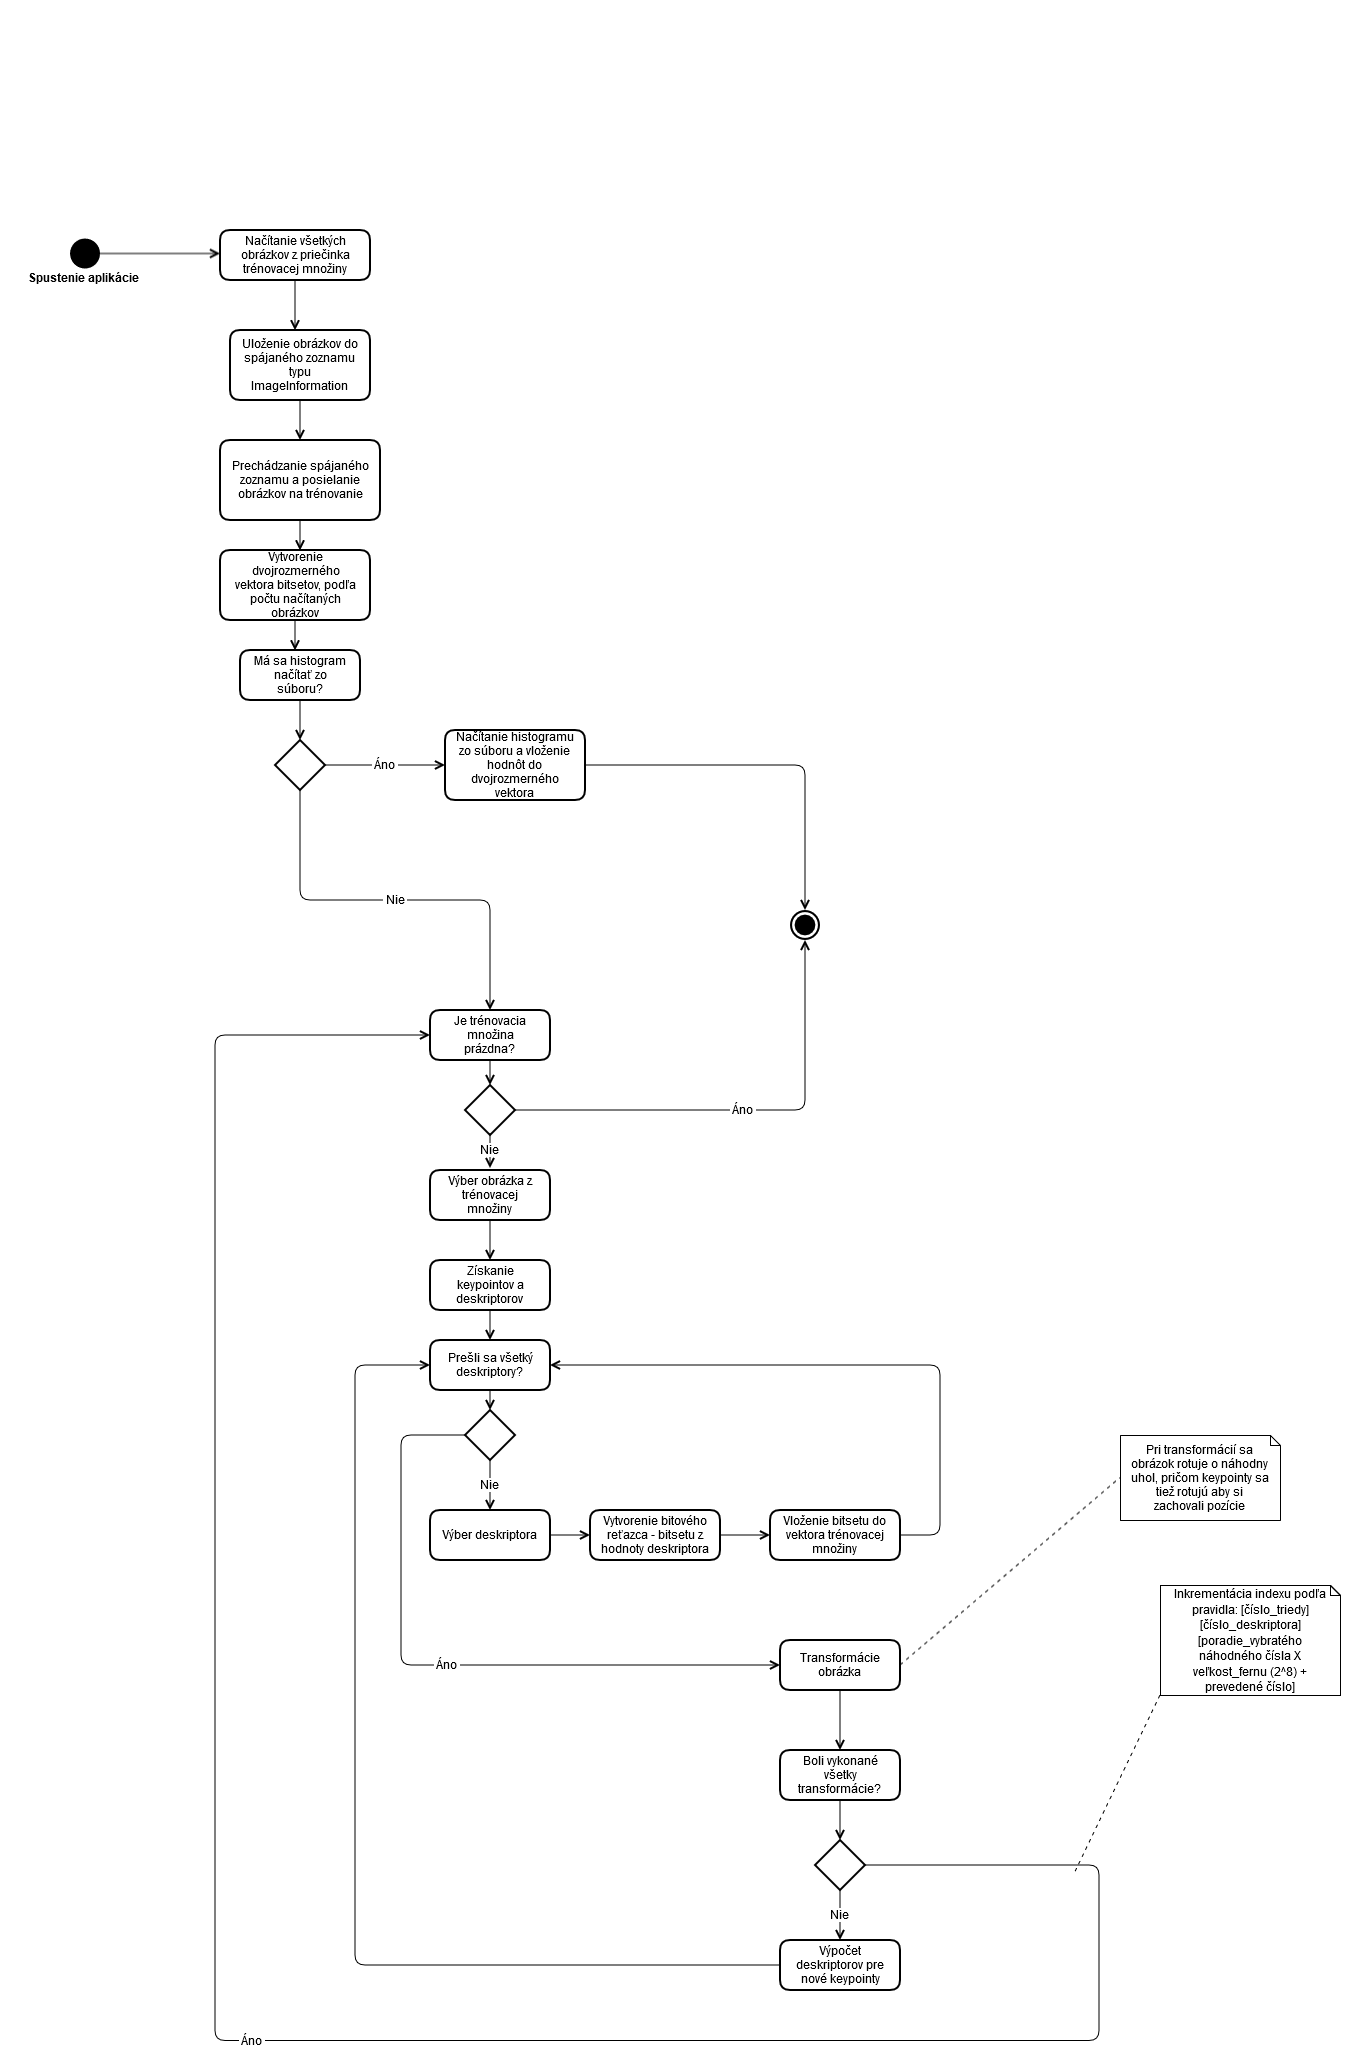 Načítanie všetkých
obrázkov z priečinka
trénovacej množiny
Spustenie aplikácie
Uloženie obrázkov do
spájaného zoznamu
typu
ImageInformation
Prechádzanie spájaného
zoznamu a posielanie
obrázkov na trénovanie
Vytvorenie
dvojrozmerného
vektora bitsetov, podľa
počtu načítaných
obrázkov
Má sa histogram
načítať zo
súboru?
Áno
Načítanie histogramu
zo súboru a vloženie
hodnôt do
dvojrozmerného
vektora
Nie
Je trénovacia
množina
prázdna?
Áno
Nie
Výber obrázka z
trénovacej
množiny
Získanie
keypointov a
deskriptorov
Prešli sa všetký
deskriptory?
Nie
Výber deskriptora
Vytvorenie bitového
reťazca - bitsetu z
hodnoty deskriptora
Vloženie bitsetu do
vektora trénovacej
množiny
Pri transformácií sa
obrázok rotuje o náhodny
uhol, pričom keypointy sa
tiež rotujú aby si
zachovali pozície
Inkrementácia indexu podľa
pravidla: [číslo_triedy]
[číslo_deskriptora]
[poradie_vybratého
náhodného čísla X
veľkost_fernu (2^8) +
prevedené číslo]
Áno
Transformácie
obrázka
Boli vykonané
všetky
transformácie?
Nie
Výpočet
deskriptorov pre
nové keypointy
Áno